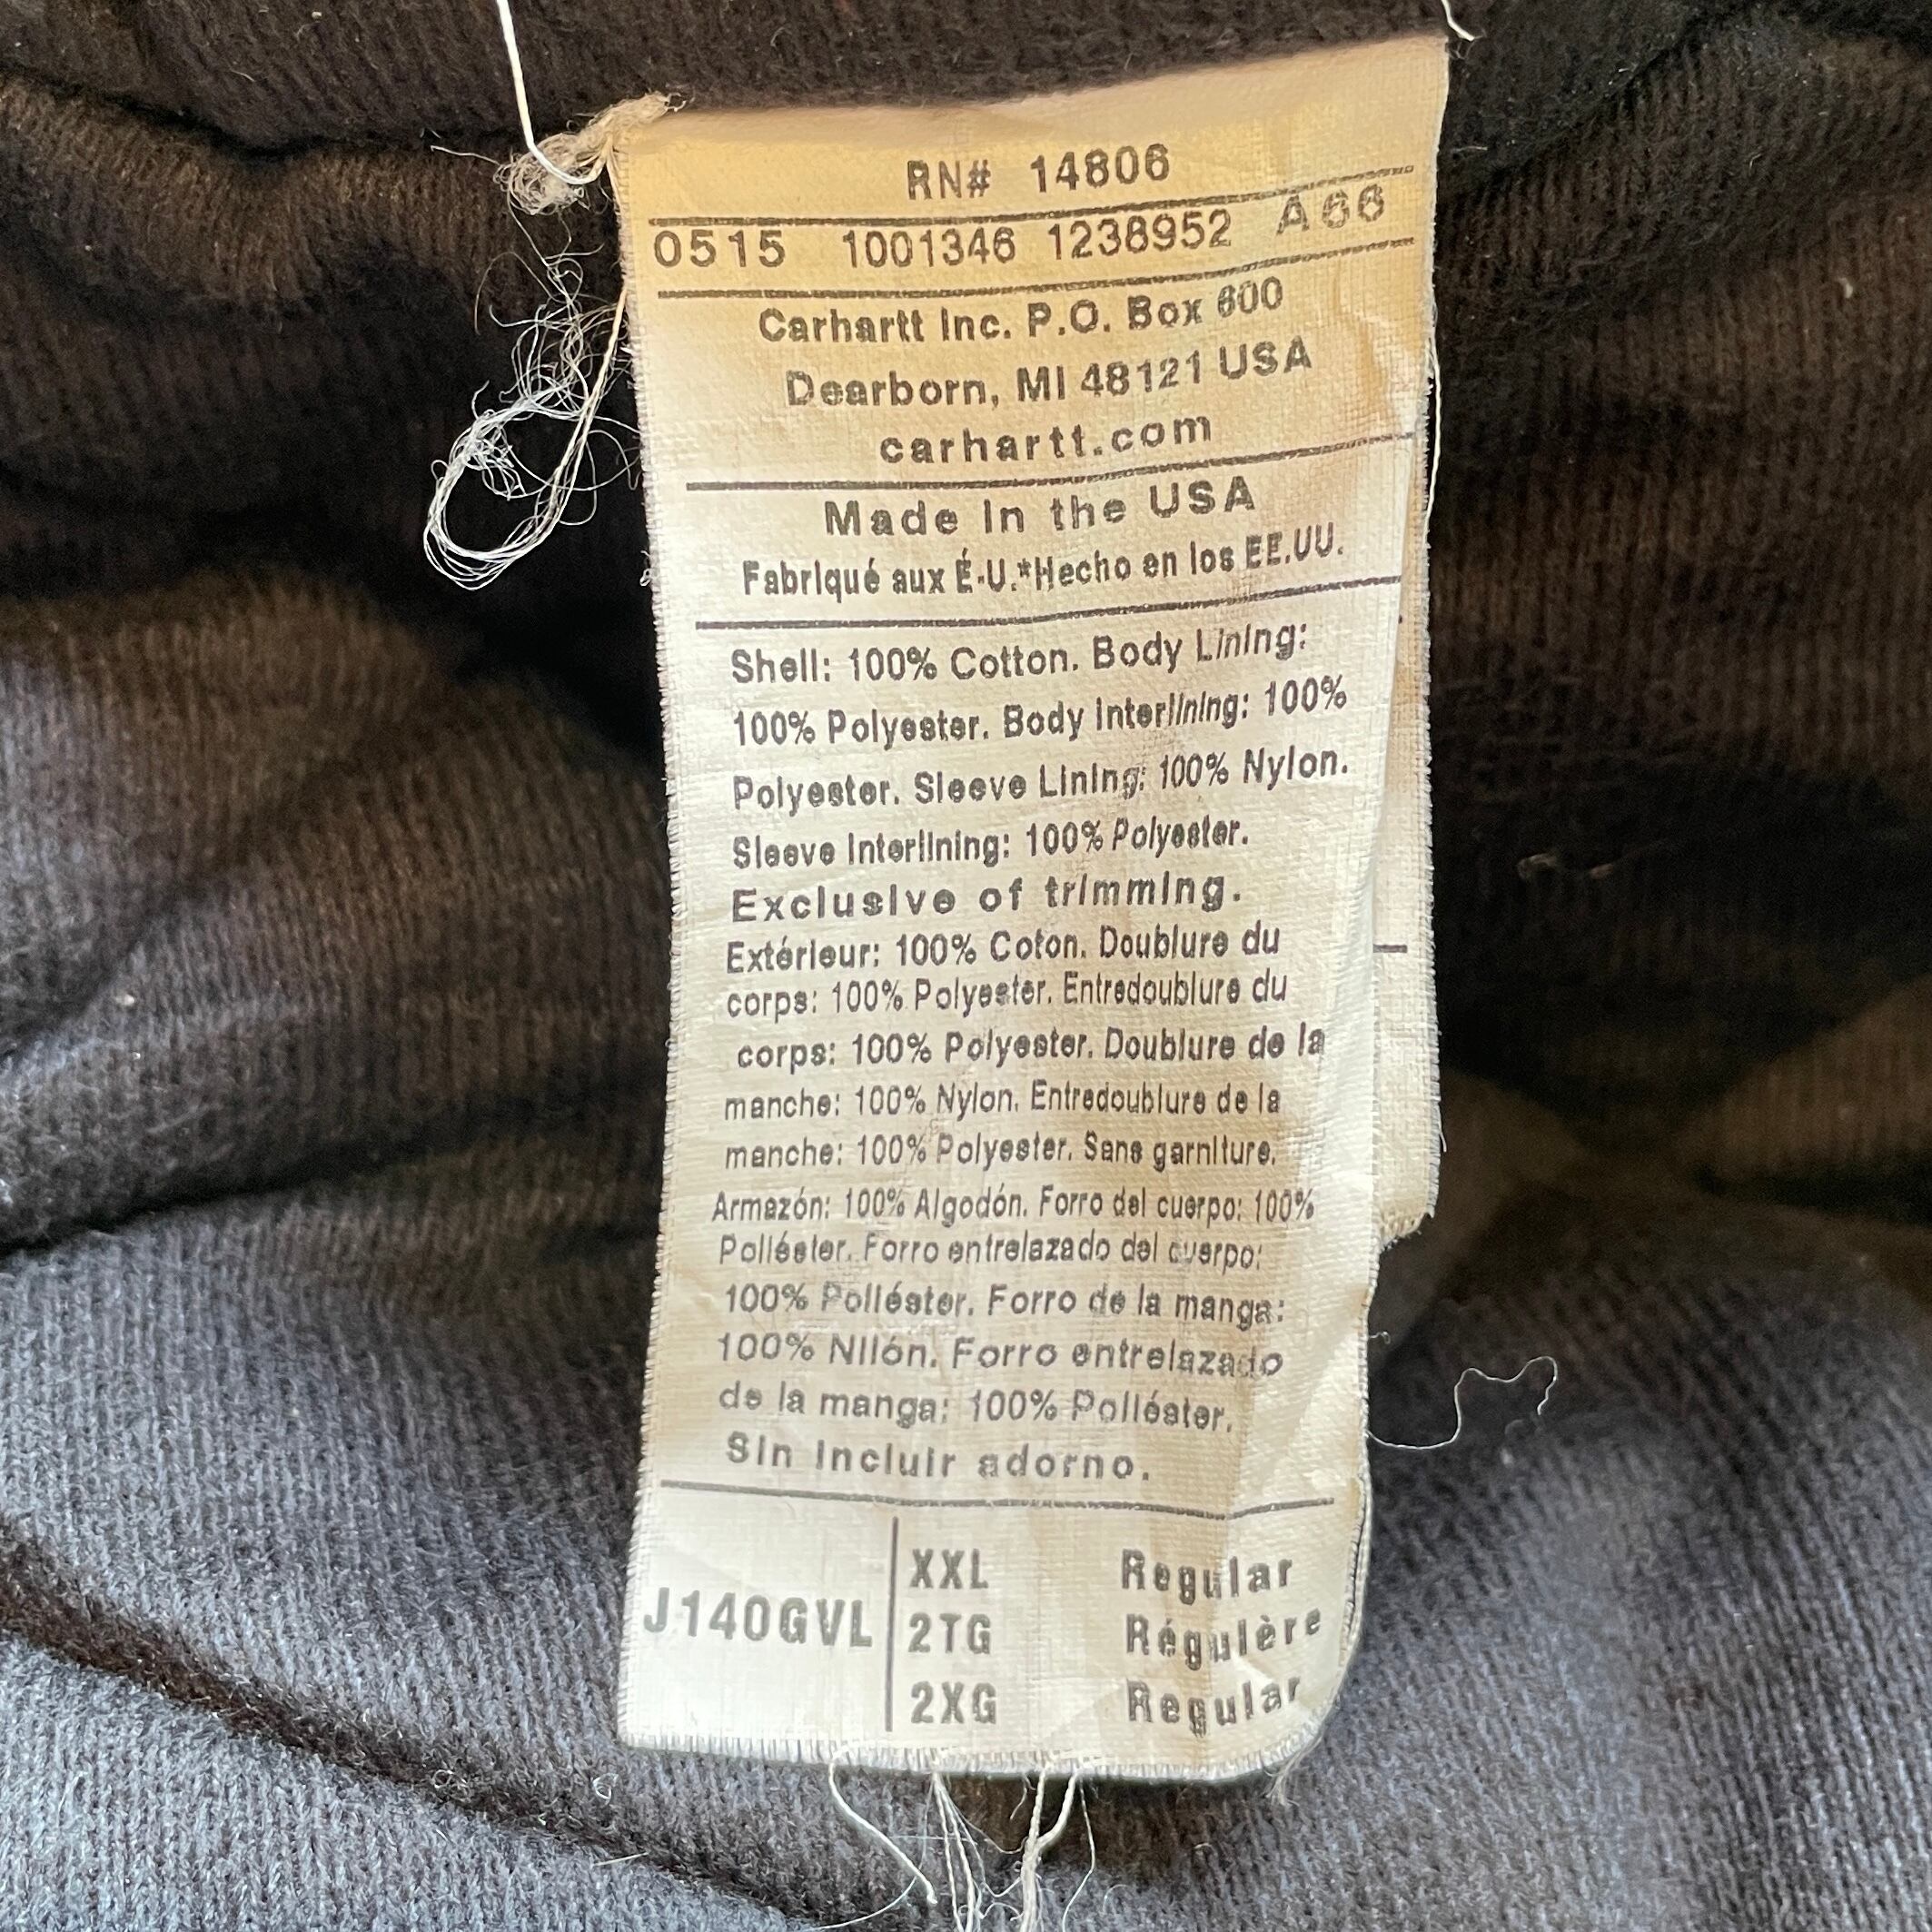 RN# 14806
0515 1001346 1238952 A66
Carhartt Inc. P.O. Box 600
Dearborn, MI 48121 USA
carhartt.com
Made in the USA
Fabriqué aux É-U.*Hecho en los EE.UU.
Shell: 100% Cotton. Body Lining:
100% Polyester. Body Interlining: 100%
Polyester. Sleeve Lining: 100% Nylon.
Sleeve Interlining: 100% Polyester.
Exclusive of trimming.
Extérieur: 100% Coton. Doublure du
corps: 100% Polyester. Entredoublure du
corps: 100% Polyester. Doublure de la
manche: 100% Nylon. Entredoublure de la
manche: 100% Polyester. Sans garniture.
Armazón: 100% Algodón. Forro del cuerpo: 100%
Poliéster. Forro entrelazado del cuerpo:
100% Poliéster. Forro de la manga:
100% Nilón. Forro entrelazado
de la manga: 100% Poliéster.
Sin incluir adorno.
J140GVL
XXL Regular
2TG Régulère
2XG Regular